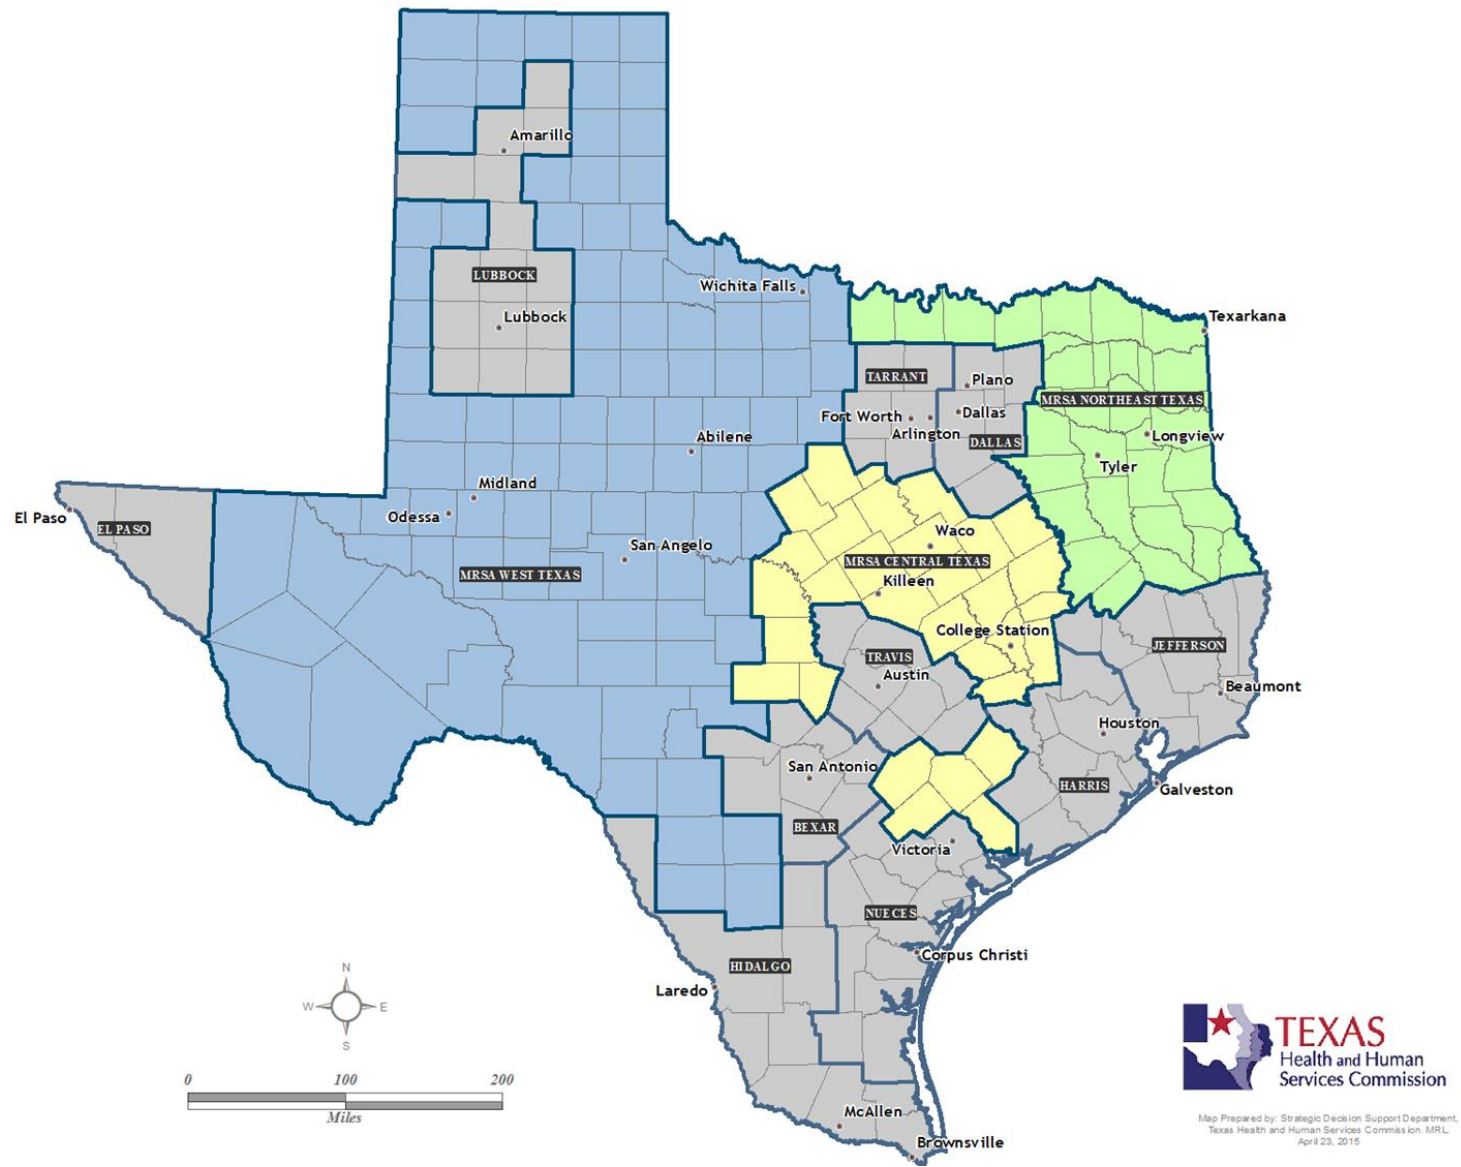 Amarillo
LUBBOCK
Wichita Falls
Lubbock
Texarkana
TARRANT
Plano
MRSA NORTHEAST TEXAS
Fort Worth
Dallas
Arlington
DALLAS
Longview
Abilene
Tyler
Midland
El Paso
EL PASO
Odessa
Waco
San Angelo
MRSA WEST TEXAS
MRSA CENTRAL TEXAS
Killeen
College Station
JEFFERSON
TRAVIS
Austin
Beaumont
Houston
San Antonio
HARRIS
Galveston
BEXAR
Victoria
NUECES
Corpus Christi
HIDALGO
Laredo
N
W
E
S
0 100 200
Miles
McAllen
Brownsville
TEXAS
Health and Human
Services Commission
Map Prepared by: Strategic Decision Support Department,
Texas Health and Human Services Commission. MRL
April 23, 2015